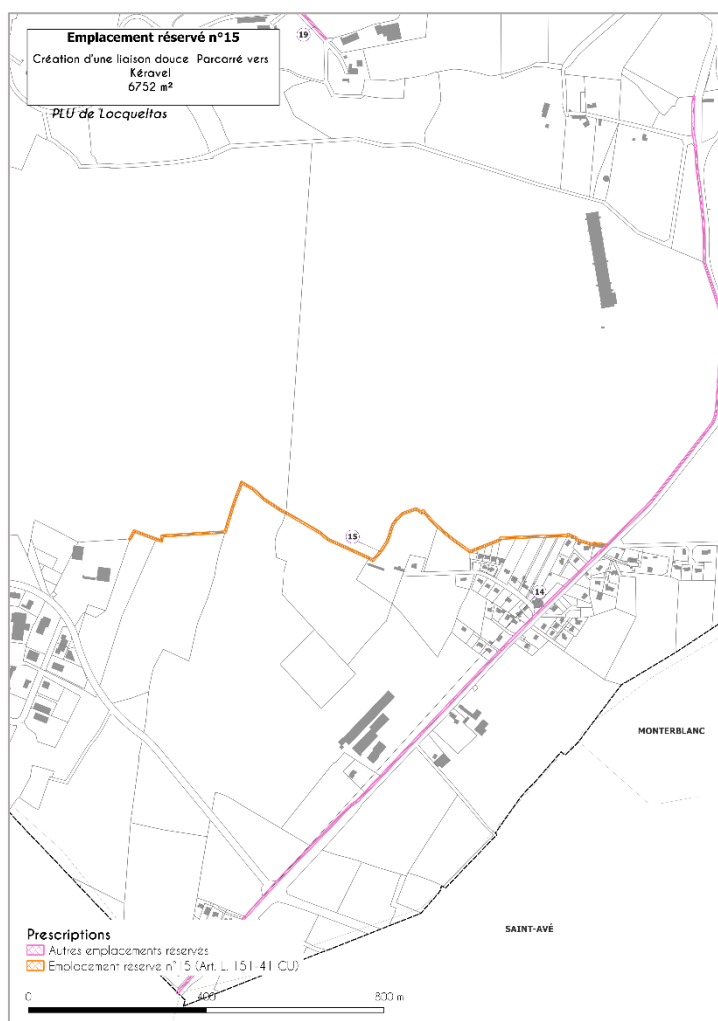 Emplacement réservé n°15
Création d'une liaison douce Parcarré vers
Kéravel
6752 m²
PLU de Locqueltas
19
15
14
MONTERBLANC
SAINT-AVÉ
Prescriptions
Autres emplacements réservés
Emplacement réservé n°15 (Art. L. 151-41 CU)
0 400 800 m